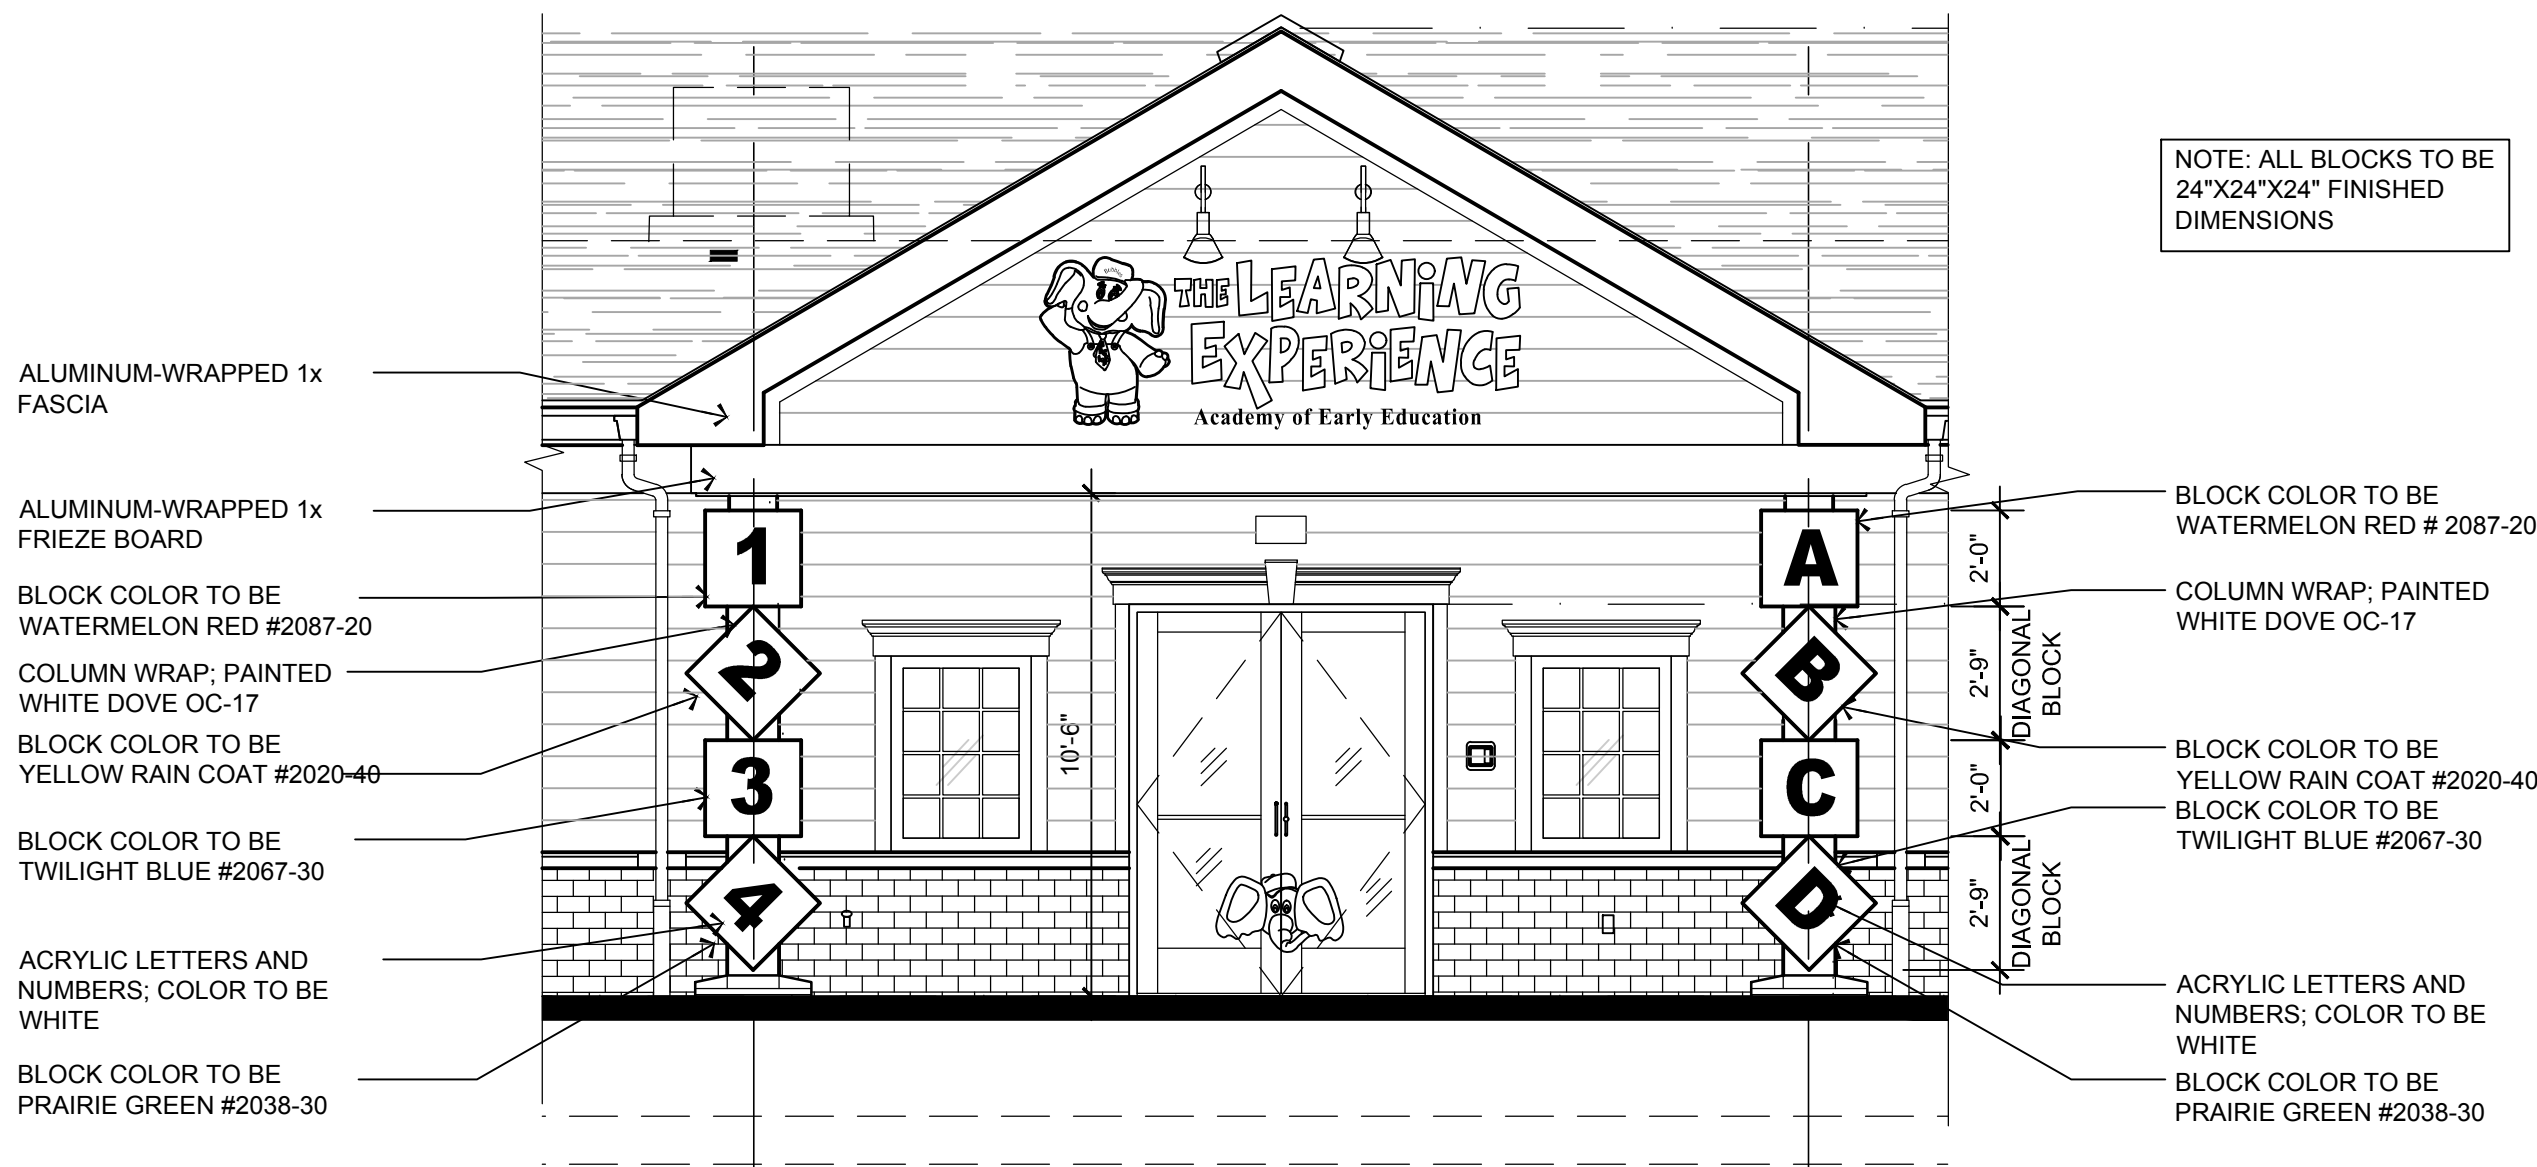 NOTE: ALL BLOCKS TO BE
24"X24"X24" FINISHED
DIMENSIONS
Bubbles
THE LEARNiNG
EXPERiENCE
Academy of Early Education
ALUMINUM-WRAPPED 1x
FASCIA
ALUMINUM-WRAPPED 1x
FRIEZE BOARD
BLOCK COLOR TO BE
WATERMELON RED #2087-20
COLUMN WRAP; PAINTED
WHITE DOVE OC-17
BLOCK COLOR TO BE
YELLOW RAIN COAT #2020-40
BLOCK COLOR TO BE
TWILIGHT BLUE #2067-30
ACRYLIC LETTERS AND
NUMBERS; COLOR TO BE
WHITE
BLOCK COLOR TO BE
PRAIRIE GREEN #2038-30
1
2
3
4
10'-6"
A
B
C
D
2'-0"
2'-9"
DIAGONAL
BLOCK
2'-0"
2'-9"
DIAGONAL
BLOCK
BLOCK COLOR TO BE
WATERMELON RED # 2087-20
COLUMN WRAP; PAINTED
WHITE DOVE OC-17
BLOCK COLOR TO BE
YELLOW RAIN COAT #2020-40
BLOCK COLOR TO BE
TWILIGHT BLUE #2067-30
ACRYLIC LETTERS AND
NUMBERS; COLOR TO BE
WHITE
BLOCK COLOR TO BE
PRAIRIE GREEN #2038-30